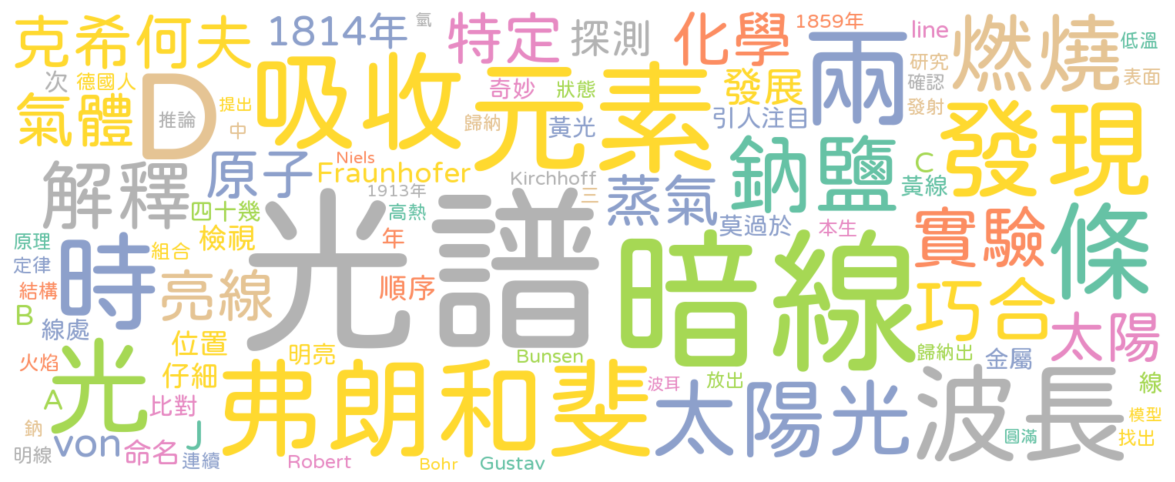 克希何夫
1814年
氫
特定
探測
化學
1859年
line
燃燒
低溫
次
德國人
D
提出
吸收
元素
奇妙
狀態
發展
兩
研究
確認
表面
氣體
推論
中
歸納
黃光
引人注目
發射
發現
解釋
原子
Niels
Fraunhofer
1913年
Kirchhoff
三
鈉鹽
C
黃線
四十幾
高熱
蒸氣
莫過於
本生
原理
定律
結構
時
組合
檢視
年
光譜
暗線
實驗
條
亮線
順序
巧合
太陽
B
線處
位置
明亮
Bunsen
歸納出
金屬
火焰
光
仔細
弗朗和斐
波耳
放出
線
A
比對
太陽光
波長
模型
鈉
明線
von
命名
J
連續
Robert
Bohr
Gustav
圓滿
找出